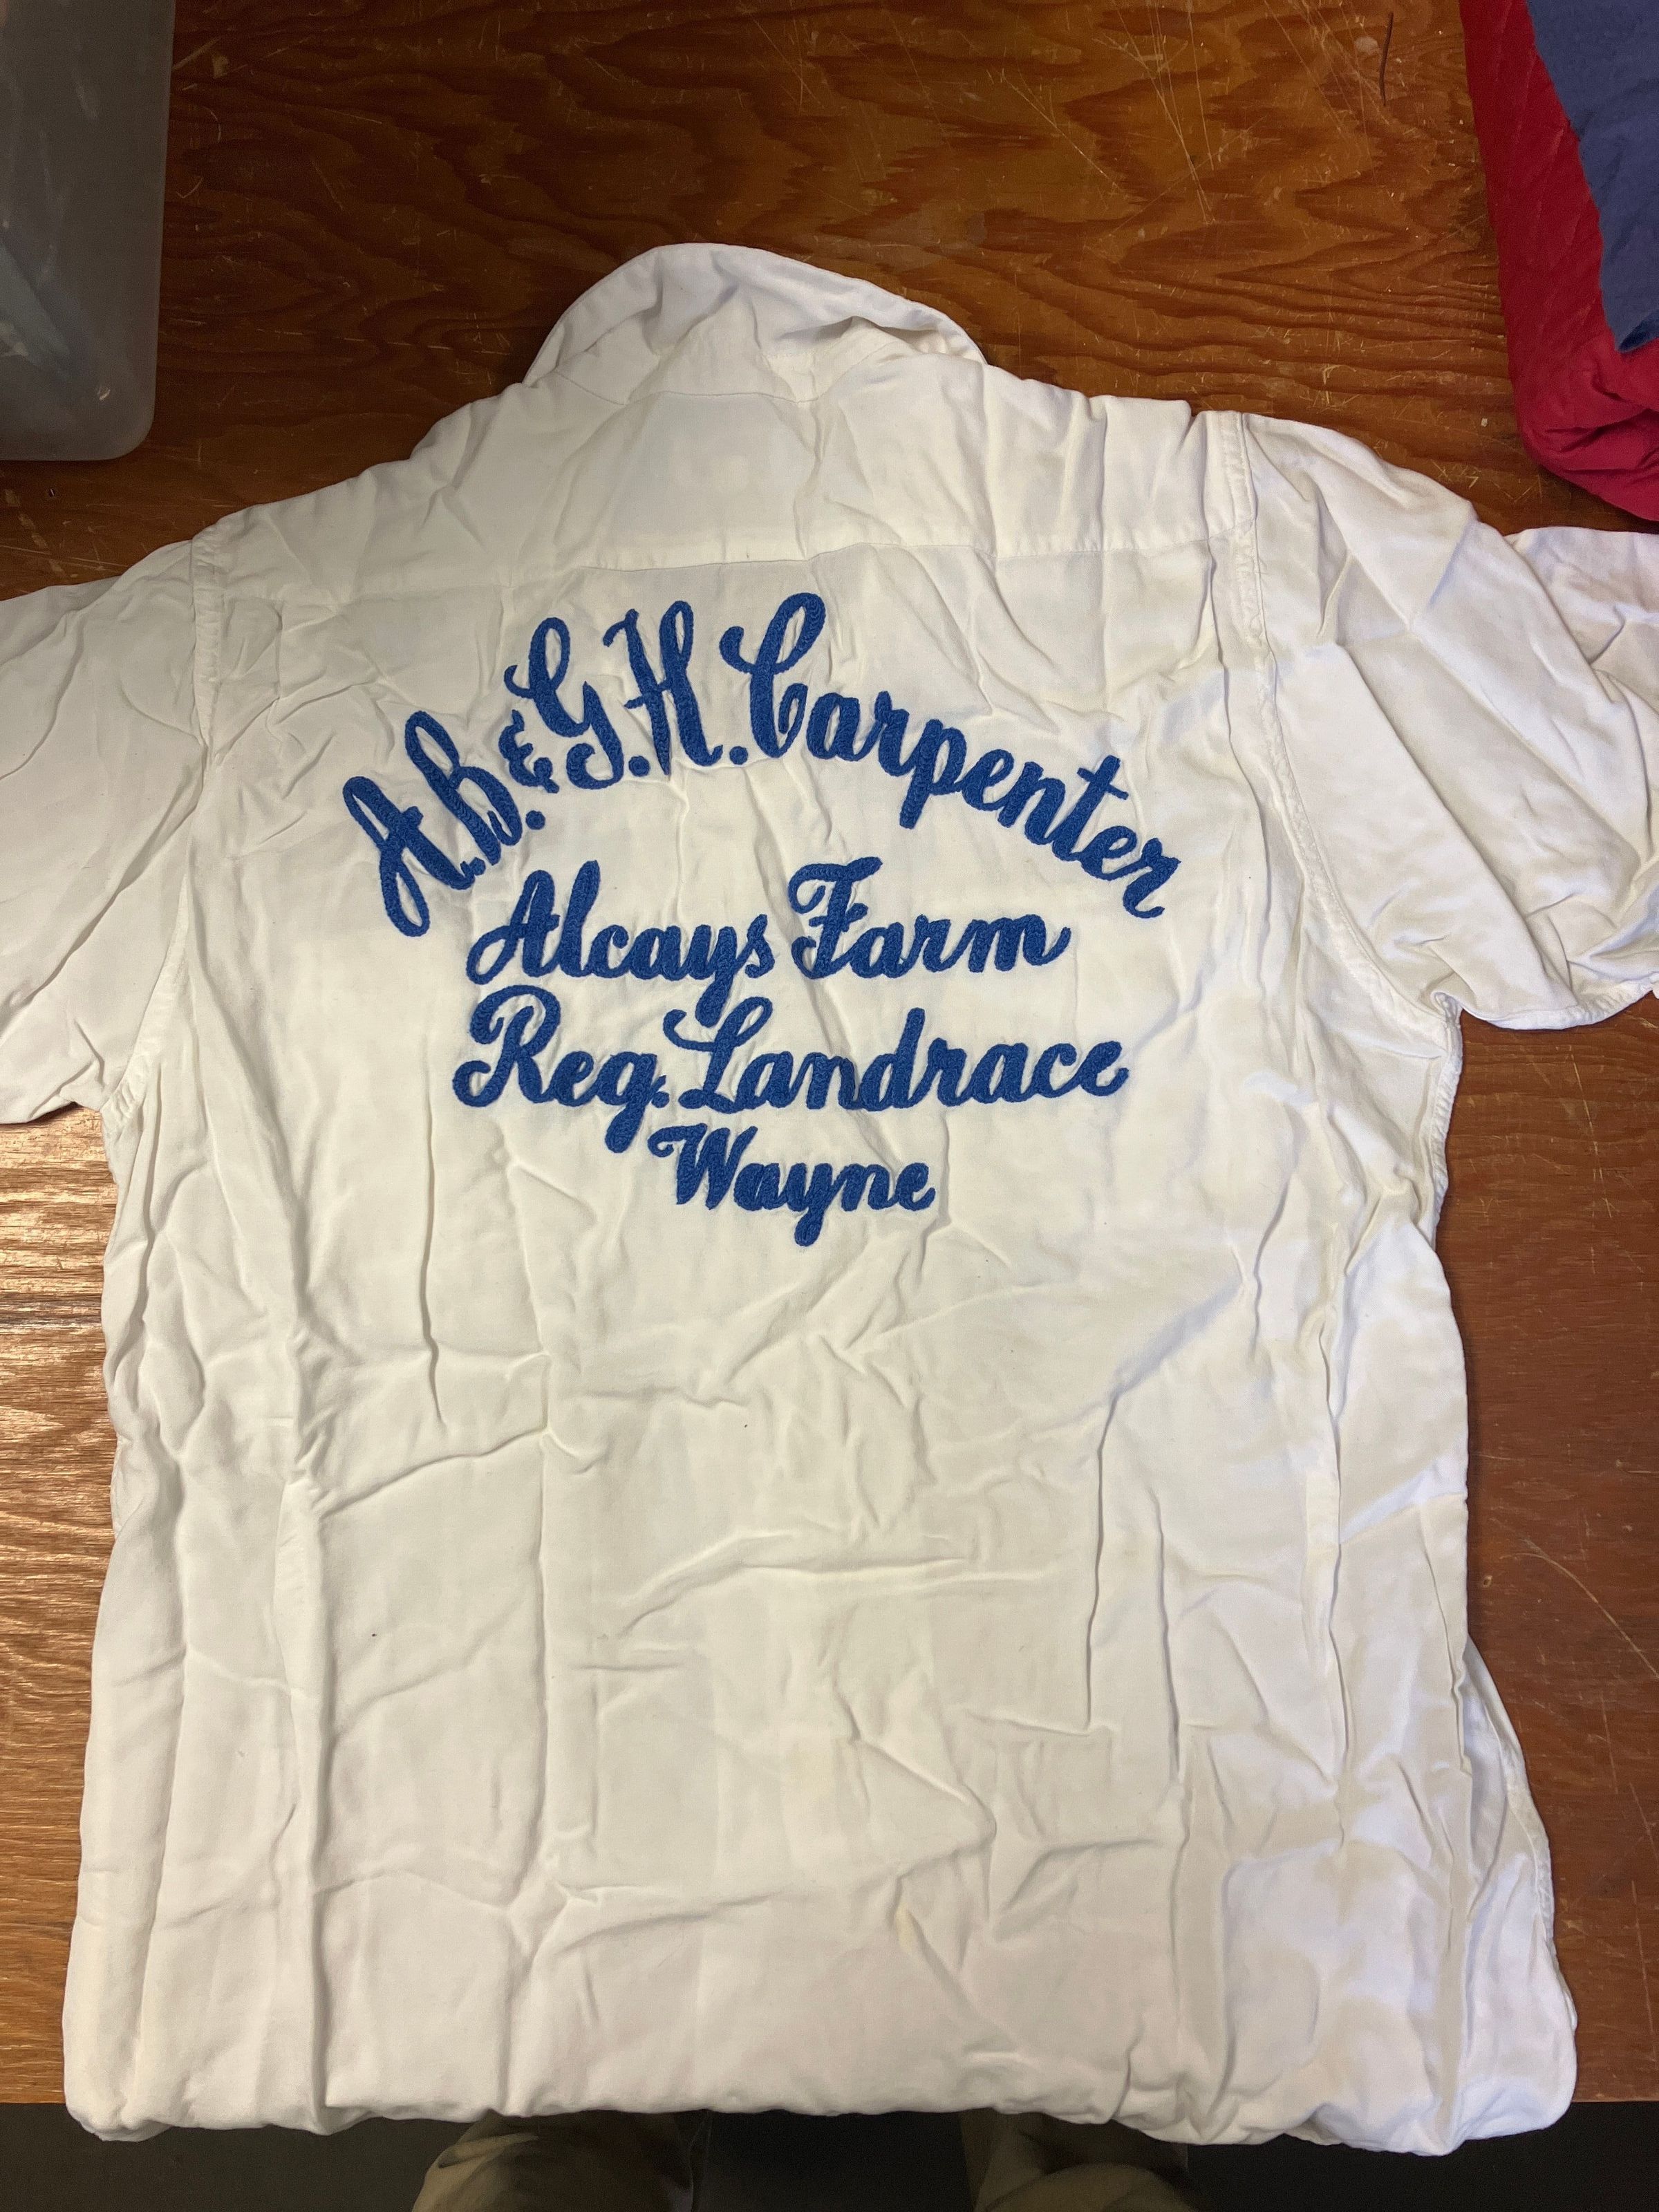 A.B. & G.H. Carpenter
Alcays Farm
Reg. Landrace
Wayne